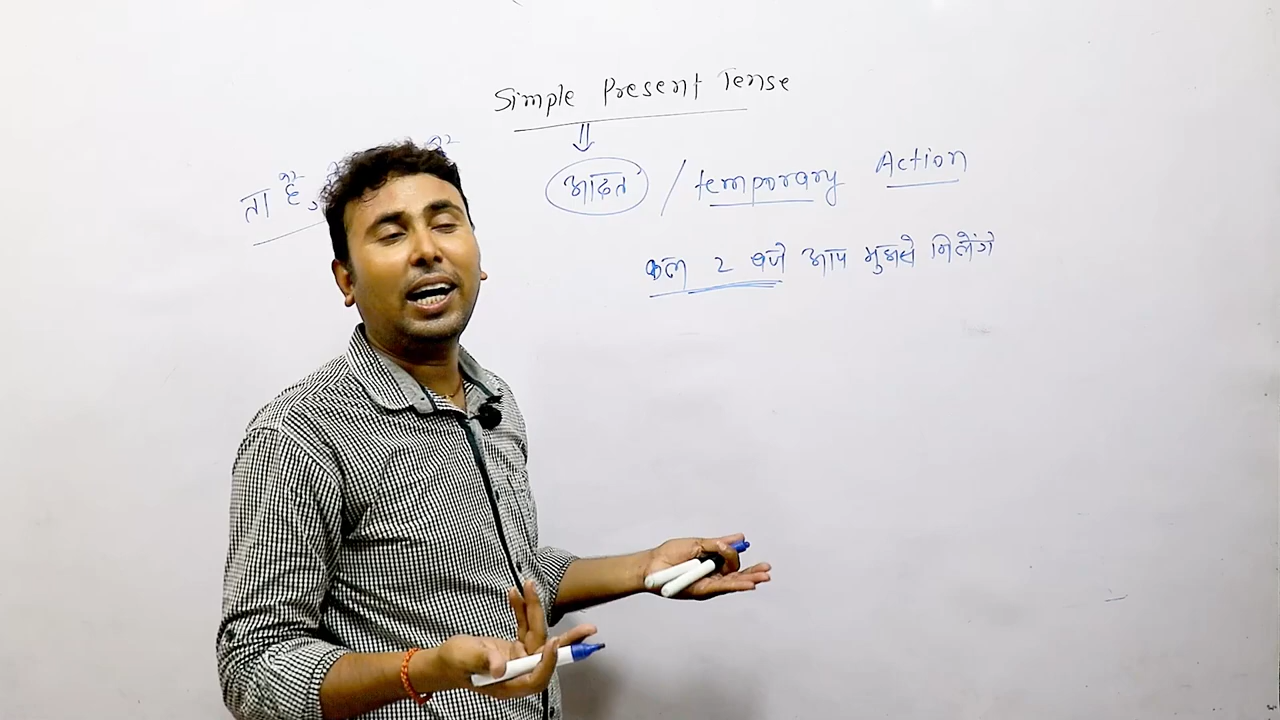 Simple Present Tense
⇓
आदत / temporary Action
ता है,
कल 2 बजे आप मुझसे मिलेंगे